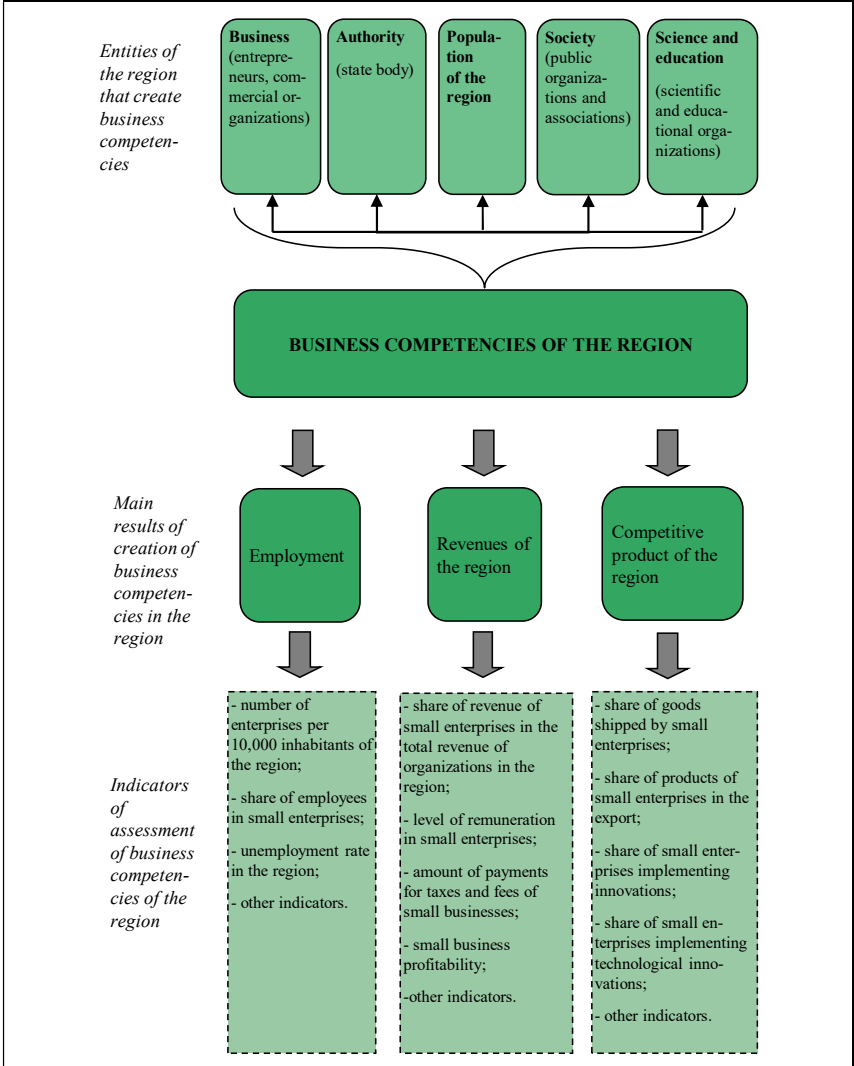 Entities of
the region
that create
business
competen-
cies
Business
(entrepre-
neurs, com-
mercial or-
ganizations)
Authority
(state body)
Popula-
tion
of the
region
Society
(public
organiza-
tions and
associations)
Science and
education
(scientific
and educa-
tional orga-
nizations)
BUSINESS COMPETENCIES OF THE REGION
Main
results of
creation of
business
competen-
cies in the
region
Employment
Revenues of
the region
Competitive
product of the
region
Indicators
of
assessment
of business
competen-
cies of the
region
- number of
enterprises per
10,000 inhabitants of
the region;
- share of employees
in small enterprises;
- unemployment rate
in the region;
- other indicators.
- share of revenue of
small enterprises in the
total revenue of
organizations in the
region;
- level of remuneration
in small enterprises;
- amount of payments
for taxes and fees of
small businesses;
- small business
profitability;
-other indicators.
- share of goods
shipped by small
enterprises;
- share of products of
small enterprises in the
export;
- share of small enter-
prises implementing
innovations;
- share of small en-
terprises implementing
technological inno-
vations;
- other indicators.